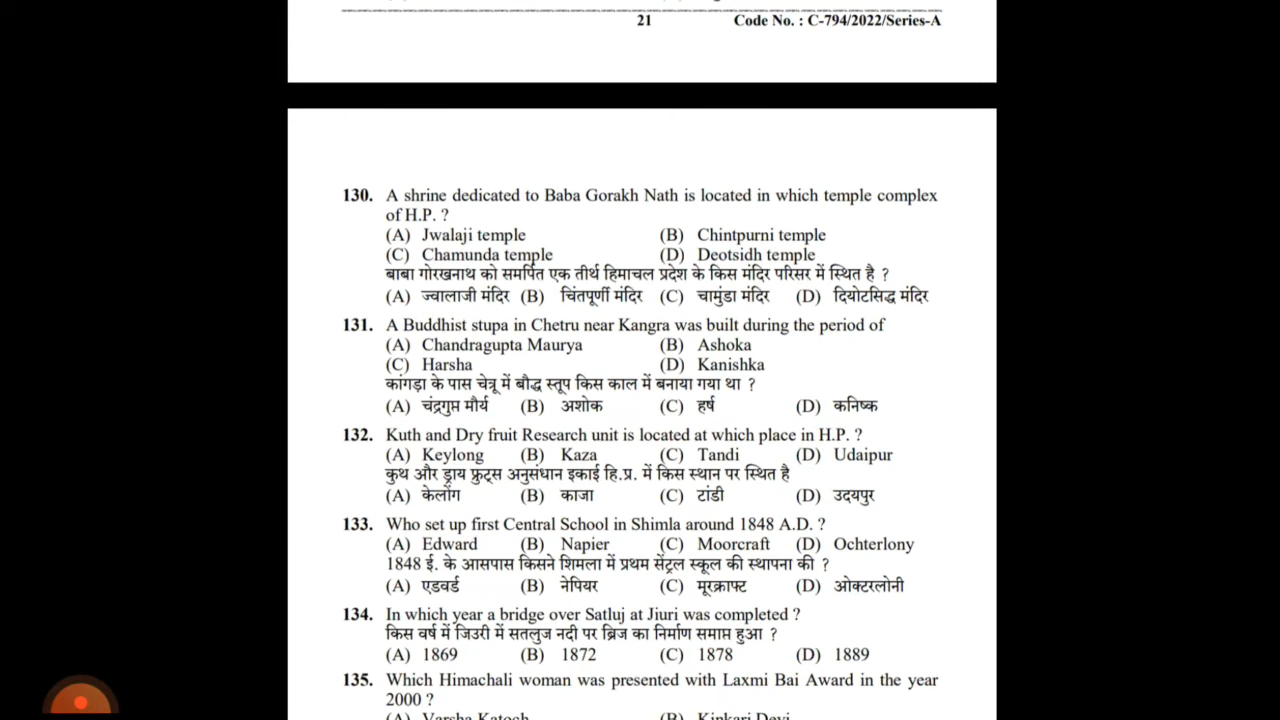 21 Code No. : C-794/2022/Series-A
130. A shrine dedicated to Baba Gorakh Nath is located in which temple complex
of H.P. ?
(A) Jwalaji temple (B) Chintpurni temple
(C) Chamunda temple (D) Deotsidh temple
बाबा गोरखनाथ को समर्पित एक तीर्थ हिमाचल प्रदेश के किस मंदिर परिसर में स्थित है ?
(A) ज्वालाजी मंदिर (B) चिंतपूर्णी मंदिर (C) चामुंडा मंदिर (D) दियोटसिद्ध मंदिर
131. A Buddhist stupa in Chetru near Kangra was built during the period of
(A) Chandragupta Maurya (B) Ashoka
(C) Harsha (D) Kanishka
कांगड़ा के पास चेत्रू में बौद्ध स्तूप किस काल में बनाया गया था ?
(A) चंद्रगुप्त मौर्य (B) अशोक (C) हर्ष (D) कनिष्क
132. Kuth and Dry fruit Research unit is located at which place in H.P. ?
(A) Keylong (B) Kaza (C) Tandi (D) Udaipur
कुथ और ड्राय फ्रुट्स अनुसंधान इकाई हि.प्र. में किस स्थान पर स्थित है
(A) केलोंग (B) काजा (C) टांडी (D) उदयपुर
133. Who set up first Central School in Shimla around 1848 A.D. ?
(A) Edward (B) Napier (C) Moorcraft (D) Ochterlony
1848 ई. के आसपास किसने शिमला में प्रथम सेंट्रल स्कूल की स्थापना की ?
(A) एडवर्ड (B) नेपियर (C) मूरक्राफ्ट (D) ओक्टरलोनी
134. In which year a bridge over Satluj at Jiuri was completed ?
किस वर्ष में जिउरी में सतलुज नदी पर ब्रिज का निर्माण समाप्त हुआ ?
(A) 1869 (B) 1872 (C) 1878 (D) 1889
135. Which Himachali woman was presented with Laxmi Bai Award in the year
2000 ?
(A) Varsha Katoch (B) Kinkari Devi